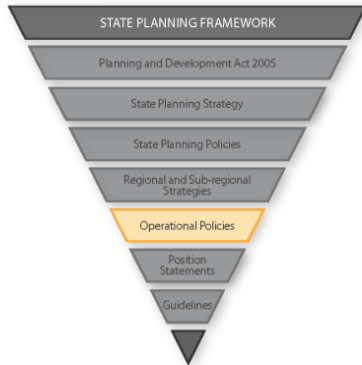 STATE PLANNING FRAMEWORK
Planning and Development Act 2005
State Planning Strategy
State Planning Policies
Regional and Sub-regional
Strategies
Operational Policies
Position
Statements
Guidelines